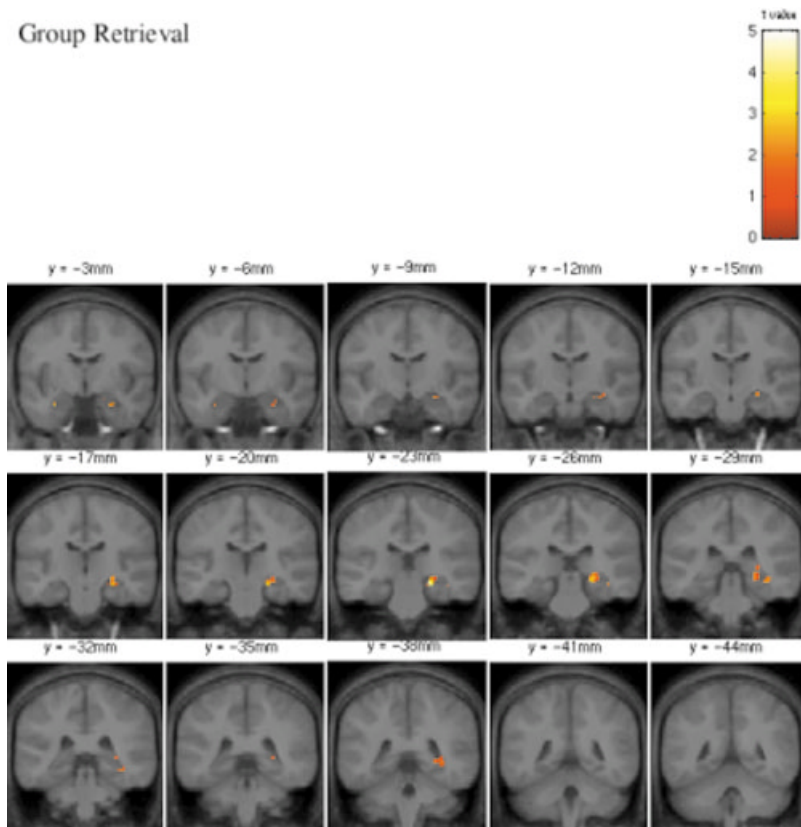 T value
Group Retrieval
5
4
3
2
1
0
y = -3mm
y = -6mm
y = -9mm
y = -12mm
y = -15mm
y = -17mm
y = -20mm
y = -23mm
y = -26mm
y = -29mm
y = -32mm
y = -35mm
y = -38mm
y = -41mm
y = -44mm